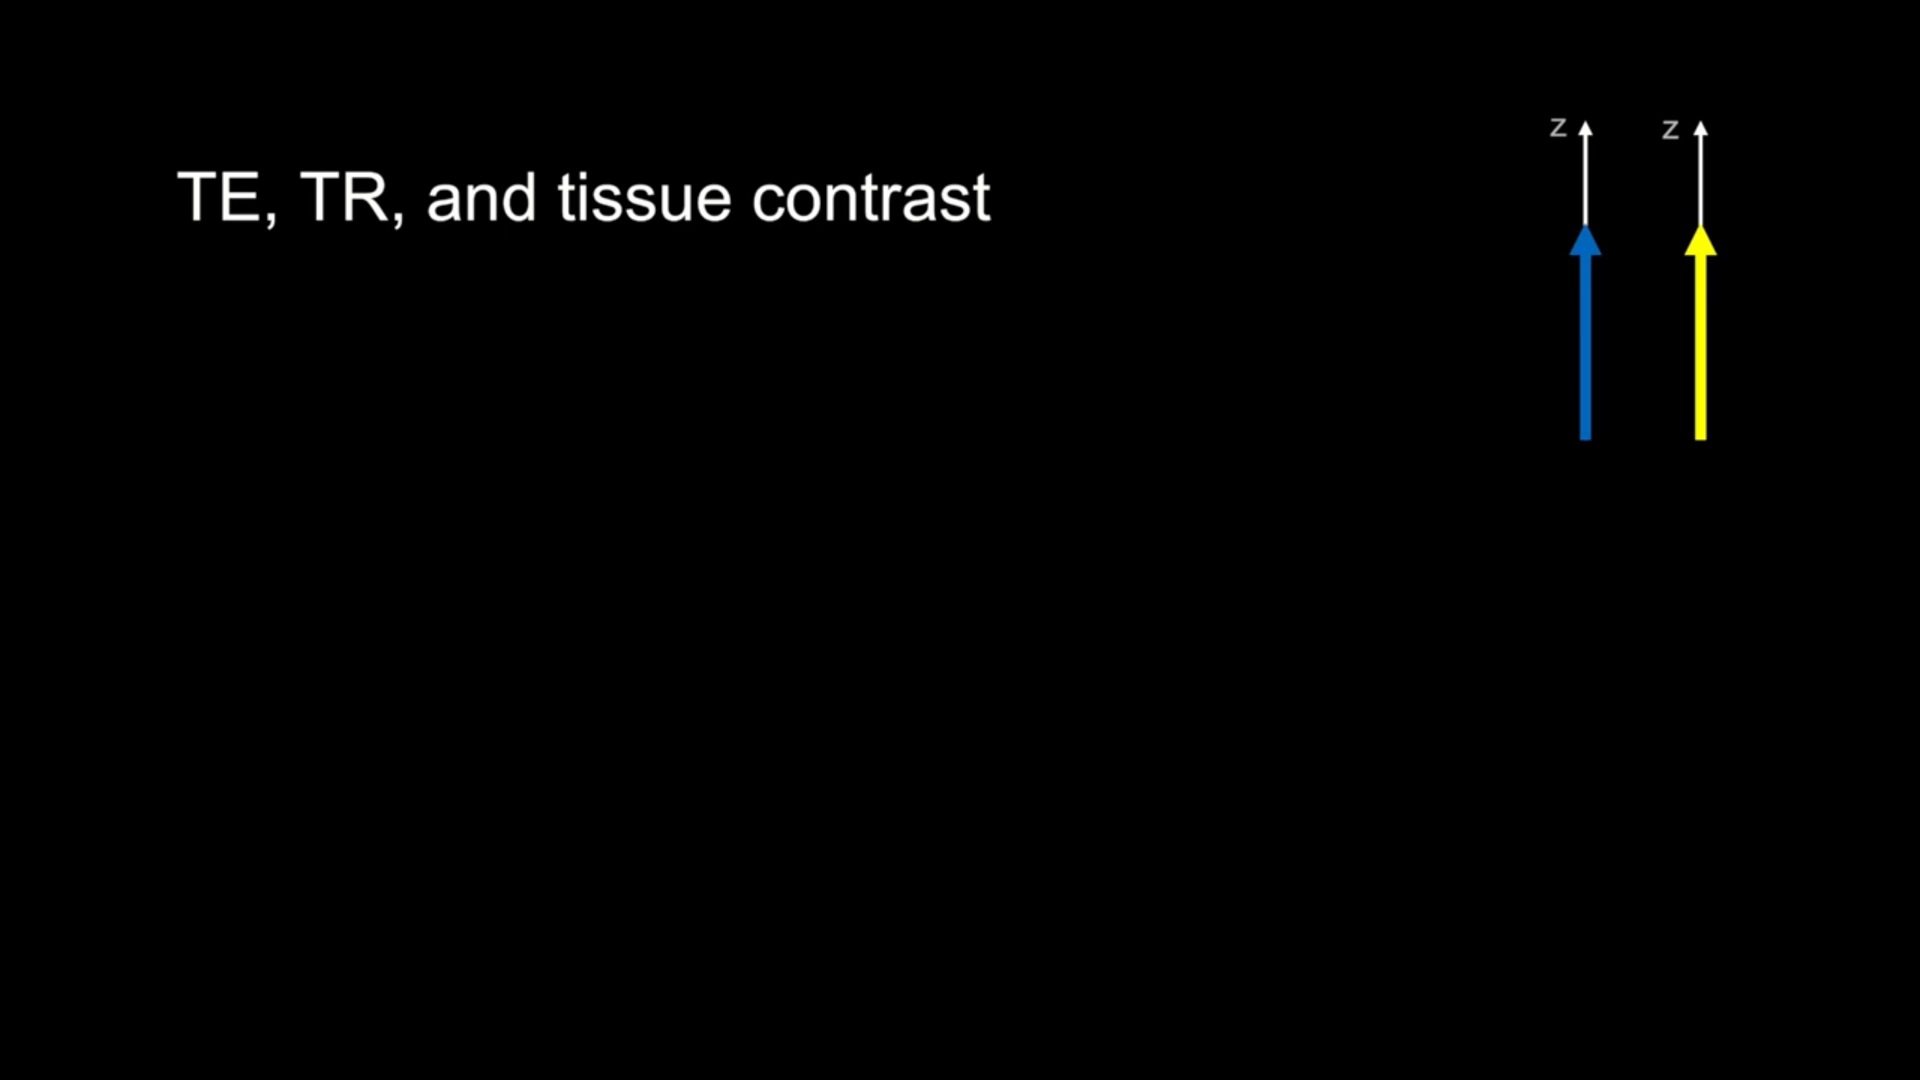 z z
TE, TR, and tissue contrast